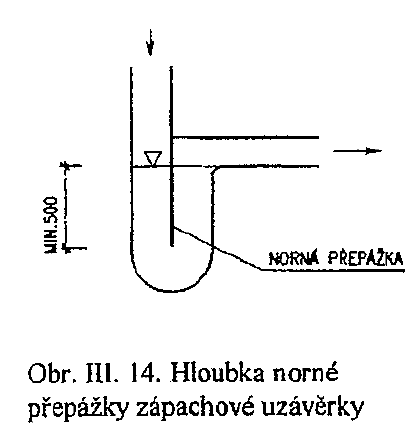 MIN.500
NORNÁ PŘEPÁŽKA
Obr. III. 14. Hloubka norné
přepážky zápachové uzávěrky